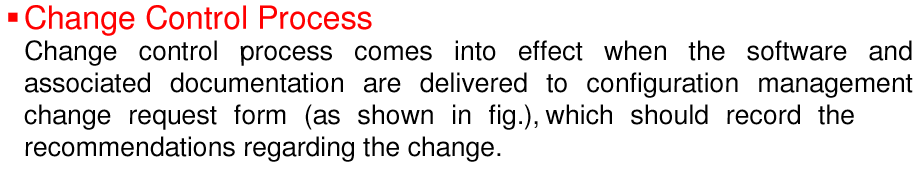 ▪ Change Control Process
Change control process comes into effect when the software and
associated documentation are delivered to configuration management
change request form (as shown in fig.), which should record the
recommendations regarding the change.